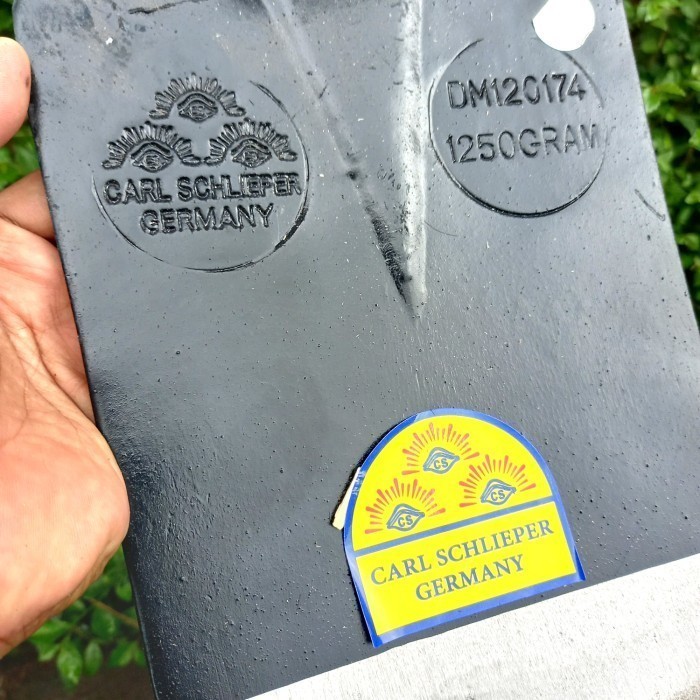 CARL SCHLIEPER
GERMANY
DM120174
1250GRAM
CS
CS
CS
CARL SCHLIEPER
GERMANY